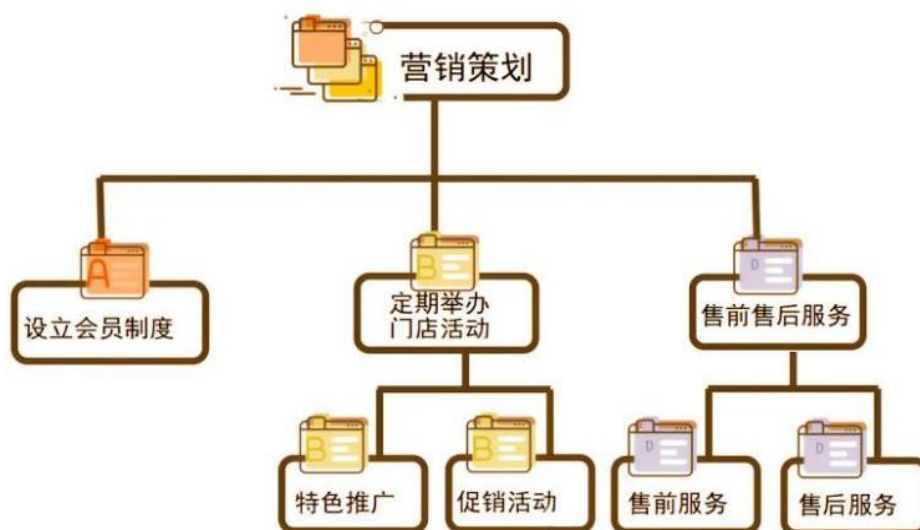 营销策划
A
B
D
设立会员制度
定期举办
门店活动
售前售后服务
B
B
D
D
特色推广
促销活动
售前服务
售后服务